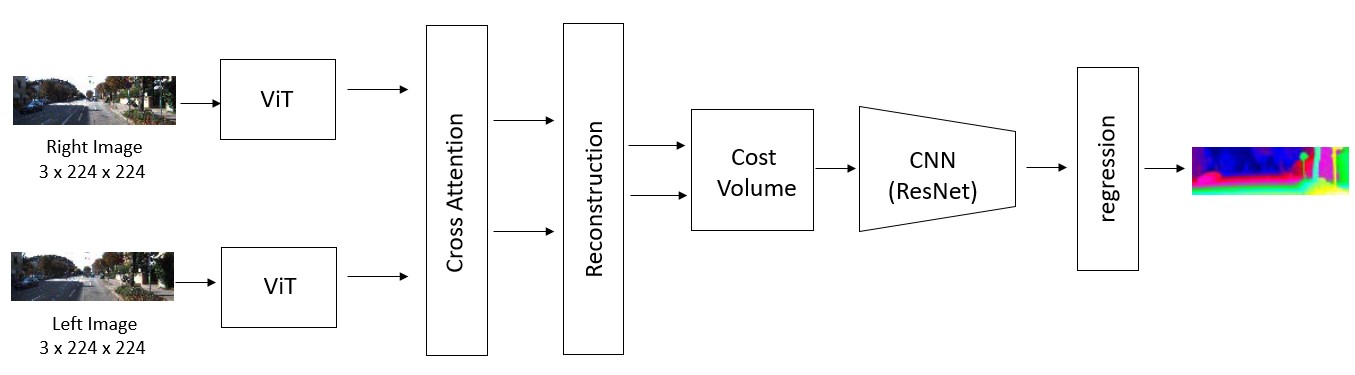 ViT
Right Image
3 x 224 x 224
ViT
Left Image
3 x 224 x 224
Cross Attention
Reconstruction
Cost
Volume
CNN
(ResNet)
regression